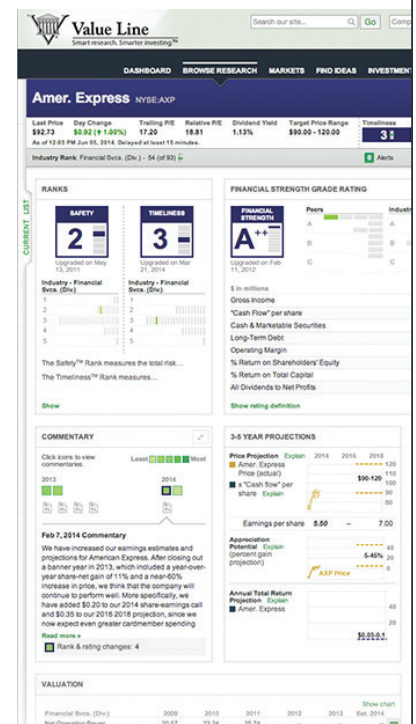 Value Line
Smart research. Smarter investing.™
Search our site...
Go
Comp
DASHBOARD BROWSE RESEARCH MARKETS FIND IDEAS INVESTMENT
Amer. Express NYSE:AXP
Last Price Day Change Trailing P/E Relative P/E Dividend Yield Target Price Range Timeliness
$92.73 $0.92 (↑ 1.00%) 17.20 18.81 1.13% $90.00 - 120.00 3
As of 12:03 PM Jun 05, 2014. Delayed at least 15 minutes.
Industry Rank: Financial Svcs. (Div.) - 54 (of 93)
Alerts
CURRENT LIST
RANKS
SAFETY TIMELINESS
2 3
Upgraded on May 13, 2011
Upgraded on Mar 21, 2014
Industry - Financial Svcs. (Div)
Industry - Financial Svcs. (Div)
1 1
2 2
3 3
4 4
5 5
The Safety™ Rank measures the total risk...
The Timeliness™ Rank measures...
Show
FINANCIAL STRENGTH GRADE RATING
FINANCIAL STRENGTH
A++
Upgraded on Feb 11, 2012
Peers Industr
A A
B B
C C
$ in millions
Gross Income
"Cash Flow" per share
Cash & Marketable Securities
Long-Term Debt
Operating Margin
% Return on Shareholders' Equity
% Return on Total Capital
All Dividends to Net Profits
Show rating definition
COMMENTARY
Click icons to view commentaries.
Least Most
2013 2014
Feb 7, 2014 Commentary
We have increased our earnings estimates and
projections for American Express. After closing out
a banner year in 2013, which included a year-over-
year share-net gain of 11% and a near-60%
increase in price, we think that the company will
continue to perform well. More specifically, we
have added $0.20 to our 2014 share-earnings call
and $0.35 to our 2016 2018 projection, since we
now expect even greater cardmember spending
Read more »
Rank & rating changes: 4
3-5 YEAR PROJECTIONS
Price Projection Explain 2014 2016 2018
Amer. Express
Price (actual)
x "Cash flow" per
share Explain
$90-120
120
110
100
90
80
Earnings per share 5.50 – 7.00
Appreciation
Potential Explain
(percent gain
projection)
5-45%
40
20
0
AXP Price
Annual Total Return
Projection Explain
Amer. Express
40
20
$0.03-0.1
VALUATION
Show chart
Financial Svcs. (Div.) 2009 2010 2011 2012 2013 Est. 2014